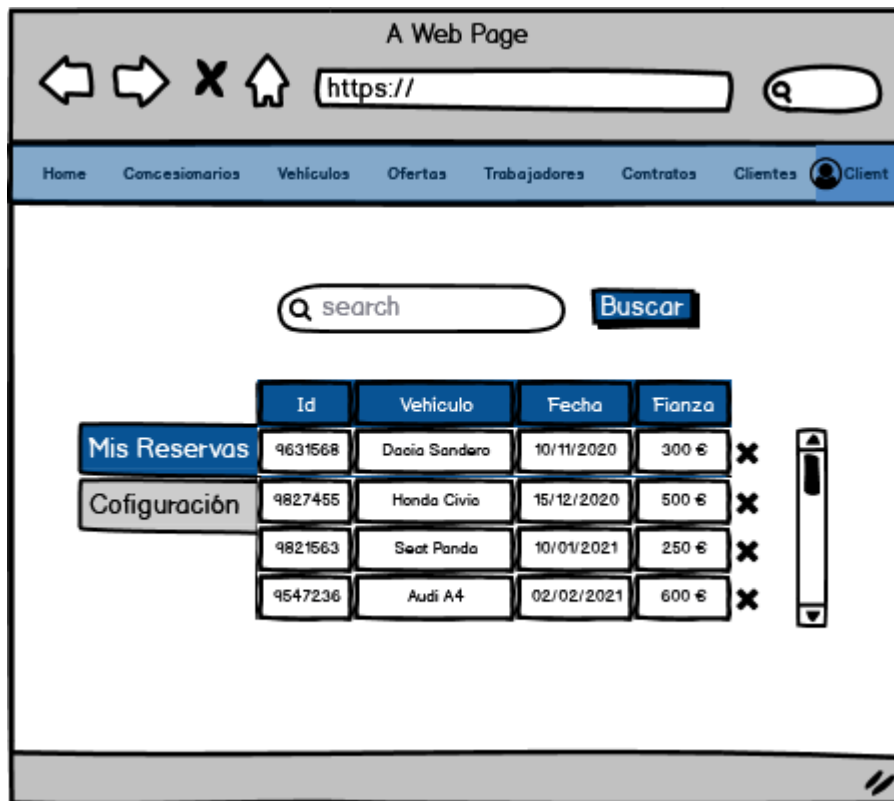 A Web Page
https://
Home Concesionarios Vehículos Ofertas Trabajadores Contratos Clientes Client
search Buscar
Id Vehículo Fecha Fianza
Mis Reservas 9631568 Dacia Sandero 10/11/2020 300 €
Cofiguración 9827455 Honda Civic 15/12/2020 500 €
9821563 Seat Panda 10/01/2021 250 €
9547236 Audi A4 02/02/2021 600 €